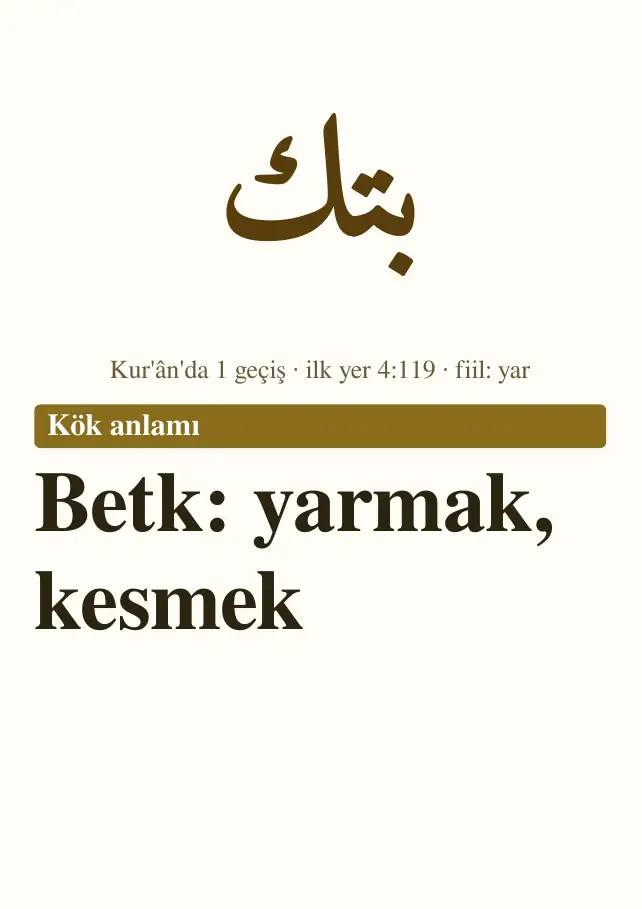 بتك
Kur'ân'da 1 geçiş · ilk yer 4:119 · fiil: yar
Kök anlamı
Betk: yarmak,
kesmek